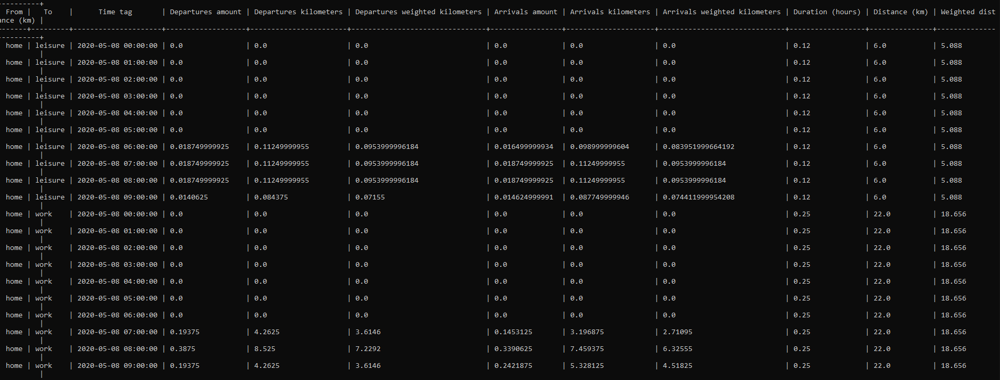 ----------+
From | To | Time tag | Departures amount | Departures kilometers | Departures weighted kilometers | Arrivals amount | Arrivals kilometers | Arrivals weighted kilometers | Duration (hours) | Distance (km) | Weighted dist
ance (km) |
-------+---------+---------------------+-------------------+-----------------------+--------------------------------+-----------------+---------------------+------------------------------+------------------+---------------+--------------
----------+
home | leisure | 2020-05-08 00:00:00 | 0.0 | 0.0 | 0.0 | 0.0 | 0.0 | 0.0 | 0.12 | 6.0 | 5.088
|
home | leisure | 2020-05-08 01:00:00 | 0.0 | 0.0 | 0.0 | 0.0 | 0.0 | 0.0 | 0.12 | 6.0 | 5.088
|
home | leisure | 2020-05-08 02:00:00 | 0.0 | 0.0 | 0.0 | 0.0 | 0.0 | 0.0 | 0.12 | 6.0 | 5.088
|
home | leisure | 2020-05-08 03:00:00 | 0.0 | 0.0 | 0.0 | 0.0 | 0.0 | 0.0 | 0.12 | 6.0 | 5.088
|
home | leisure | 2020-05-08 04:00:00 | 0.0 | 0.0 | 0.0 | 0.0 | 0.0 | 0.0 | 0.12 | 6.0 | 5.088
|
home | leisure | 2020-05-08 05:00:00 | 0.0 | 0.0 | 0.0 | 0.0 | 0.0 | 0.0 | 0.12 | 6.0 | 5.088
|
home | leisure | 2020-05-08 06:00:00 | 0.018749999925 | 0.11249999955 | 0.0953999996184 | 0.016499999934 | 0.098999999604 | 0.083951999664192 | 0.12 | 6.0 | 5.088
|
home | leisure | 2020-05-08 07:00:00 | 0.018749999925 | 0.11249999955 | 0.0953999996184 | 0.018749999925 | 0.11249999955 | 0.0953999996184 | 0.12 | 6.0 | 5.088
|
home | leisure | 2020-05-08 08:00:00 | 0.018749999925 | 0.11249999955 | 0.0953999996184 | 0.018749999925 | 0.11249999955 | 0.0953999996184 | 0.12 | 6.0 | 5.088
|
home | leisure | 2020-05-08 09:00:00 | 0.0140625 | 0.084375 | 0.07155 | 0.014624999991 | 0.087749999946 | 0.074411999954208 | 0.12 | 6.0 | 5.088
|
home | work | 2020-05-08 00:00:00 | 0.0 | 0.0 | 0.0 | 0.0 | 0.0 | 0.0 | 0.25 | 22.0 | 18.656
|
home | work | 2020-05-08 01:00:00 | 0.0 | 0.0 | 0.0 | 0.0 | 0.0 | 0.0 | 0.25 | 22.0 | 18.656
|
home | work | 2020-05-08 02:00:00 | 0.0 | 0.0 | 0.0 | 0.0 | 0.0 | 0.0 | 0.25 | 22.0 | 18.656
|
home | work | 2020-05-08 03:00:00 | 0.0 | 0.0 | 0.0 | 0.0 | 0.0 | 0.0 | 0.25 | 22.0 | 18.656
|
home | work | 2020-05-08 04:00:00 | 0.0 | 0.0 | 0.0 | 0.0 | 0.0 | 0.0 | 0.25 | 22.0 | 18.656
|
home | work | 2020-05-08 05:00:00 | 0.0 | 0.0 | 0.0 | 0.0 | 0.0 | 0.0 | 0.25 | 22.0 | 18.656
|
home | work | 2020-05-08 06:00:00 | 0.0 | 0.0 | 0.0 | 0.0 | 0.0 | 0.0 | 0.25 | 22.0 | 18.656
|
home | work | 2020-05-08 07:00:00 | 0.19375 | 4.2625 | 3.6146 | 0.1453125 | 3.196875 | 2.71095 | 0.25 | 22.0 | 18.656
|
home | work | 2020-05-08 08:00:00 | 0.3875 | 8.525 | 7.2292 | 0.3390625 | 7.459375 | 6.32555 | 0.25 | 22.0 | 18.656
|
home | work | 2020-05-08 09:00:00 | 0.19375 | 4.2625 | 3.6146 | 0.2421875 | 5.328125 | 4.51825 | 0.25 | 22.0 | 18.656
|